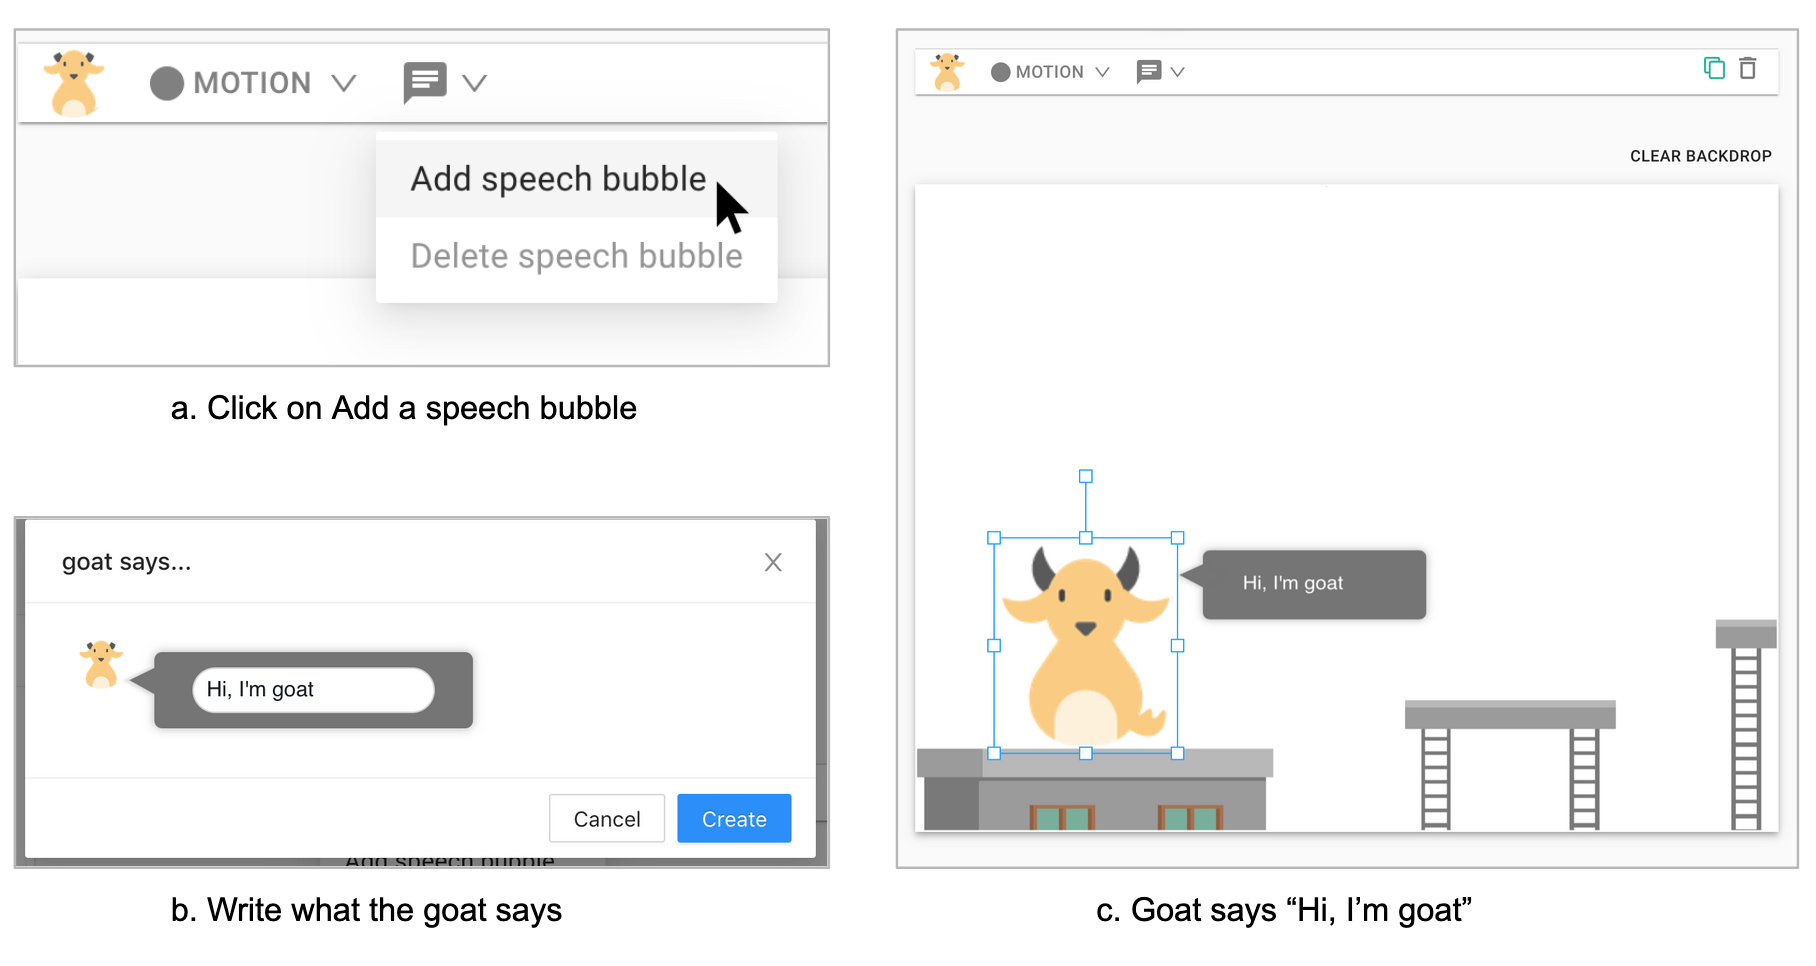 MOTION
Add speech bubble
Delete speech bubble
a. Click on Add a speech bubble
goat says...
Hi, I'm goat
Cancel
Create
Add speech bubble
b. Write what the goat says
MOTION
CLEAR BACKDROP
Hi, I'm goat
c. Goat says “Hi, I’m goat”